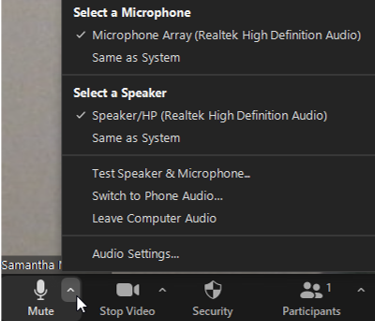 Select a Microphone
Microphone Array (Realtek High Definition Audio)
Same as System
Select a Speaker
Speaker/HP (Realtek High Definition Audio)
Same as System
Test Speaker & Microphone...
Switch to Phone Audio...
Leave Computer Audio
Audio Settings...
Samantha
1
Mute Stop Video Security Participants